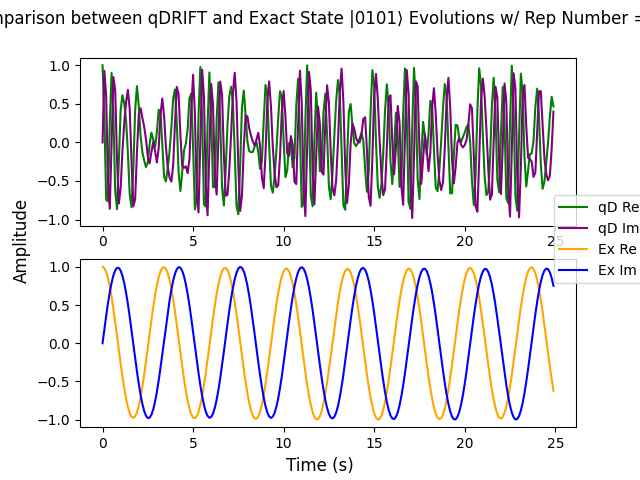 parison between qDRIFT and Exact State |0101⟩ Evolutions w/ Rep Number =
1.0
0.5
0.0
−0.5
−1.0
0 5 10 15 20 25
qD Re
qD Im
Ex Re
Ex Im
Amplitude
1.0
0.5
0.0
−0.5
−1.0
0 5 10 15 20 25
Time (s)